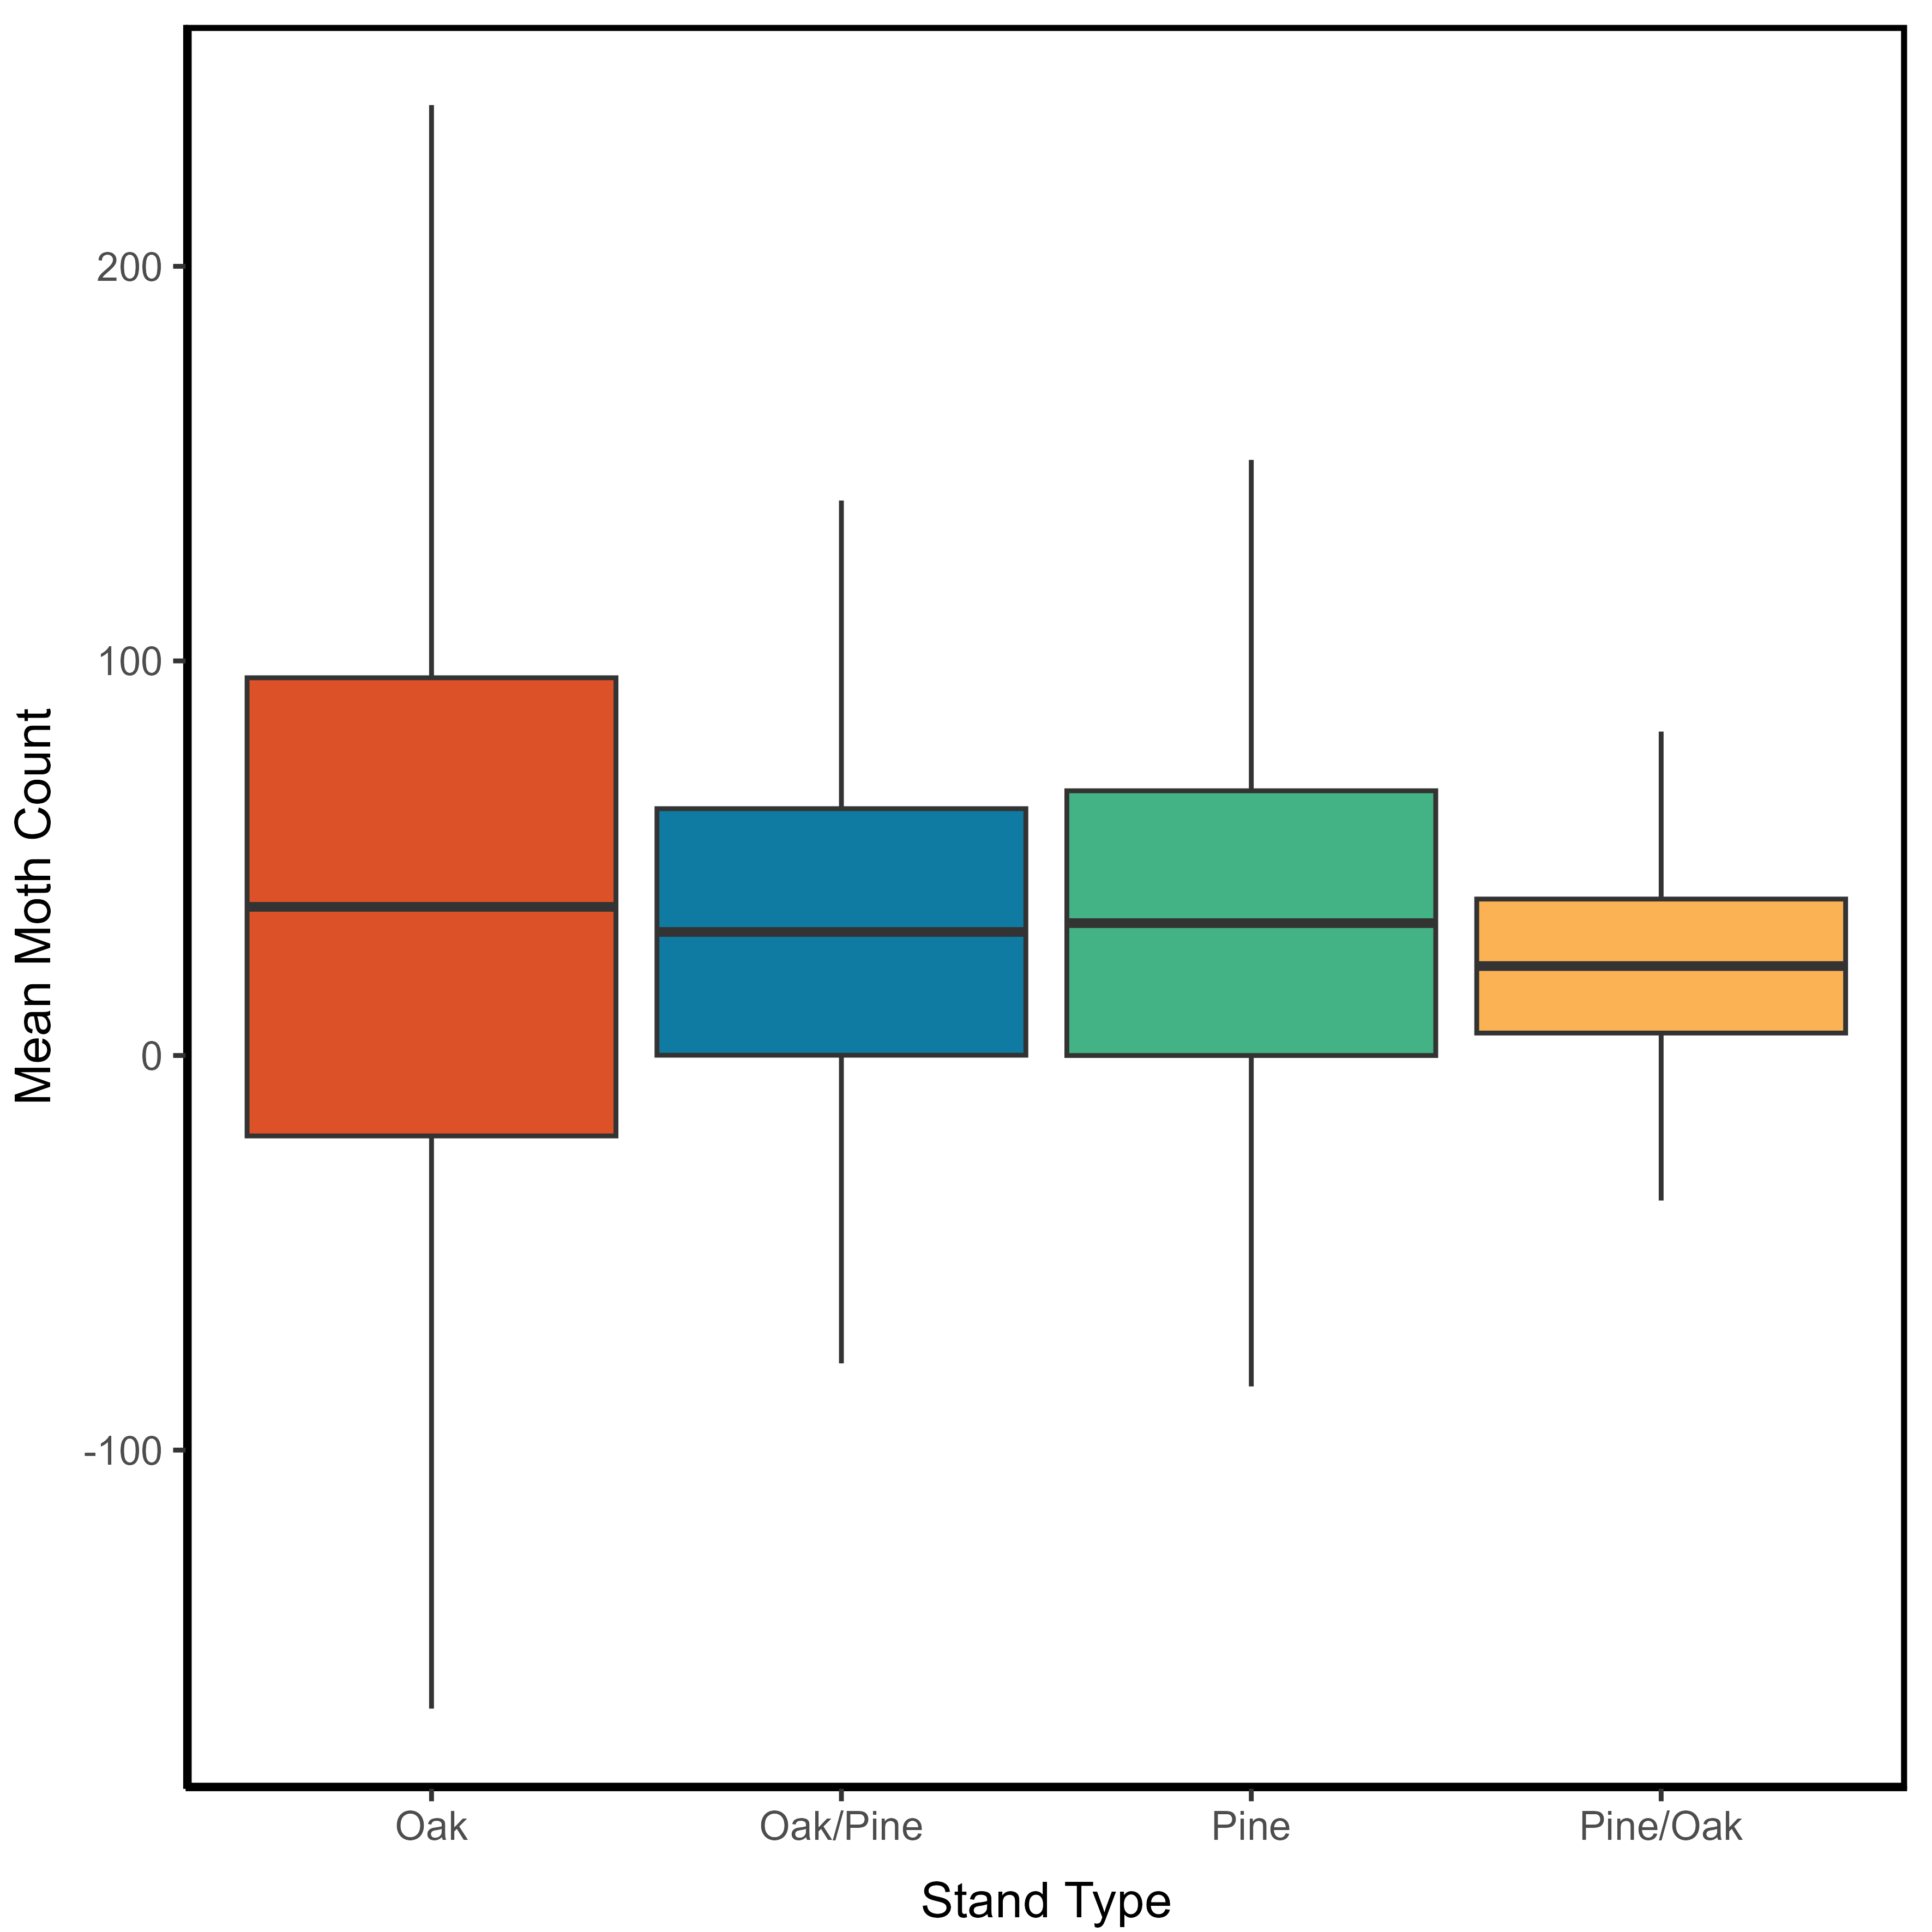 Mean Moth Count
200
100
0
-100
Oak
Oak/Pine
Pine
Pine/Oak
Stand Type